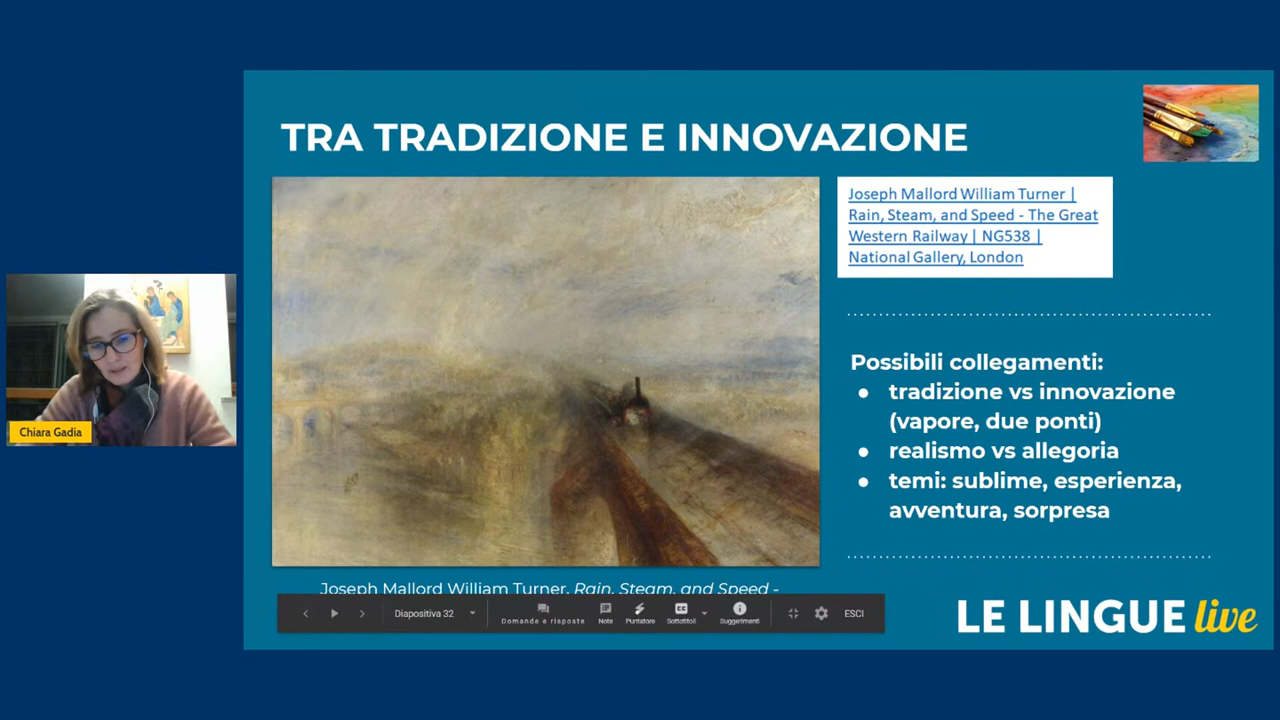 TRA TRADIZIONE E INNOVAZIONE
Joseph Mallord William Turner |
Rain, Steam, and Speed - The Great
Western Railway | NG538 |
National Gallery, London
Possibili collegamenti:
● tradizione vs innovazione
(vapore, due ponti)
● realismo vs allegoria
● temi: sublime, esperienza,
avventura, sorpresa
Chiara Gadia
Joseph Mallord William Turner, Rain, Steam, and Speed -
Diapositiva 32
Domande e risposte
Note
Puntatore
Sottotitoli
Suggerimenti
ESCI
LE LINGUE live